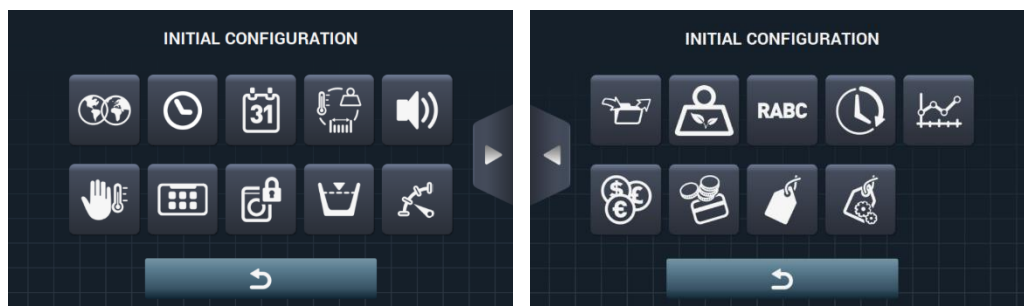 INITIAL CONFIGURATION
31
INITIAL CONFIGURATION
RABC
$ £ €